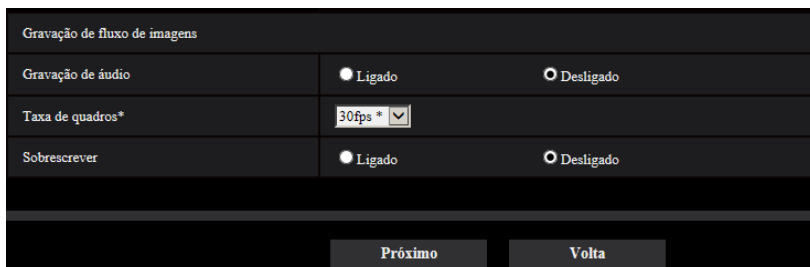 Gravação de fluxo de imagens
Gravação de áudio Ligado Desligado
Taxa de quadros* 30fps *
Sobrescrever Ligado Desligado
Próximo Volta